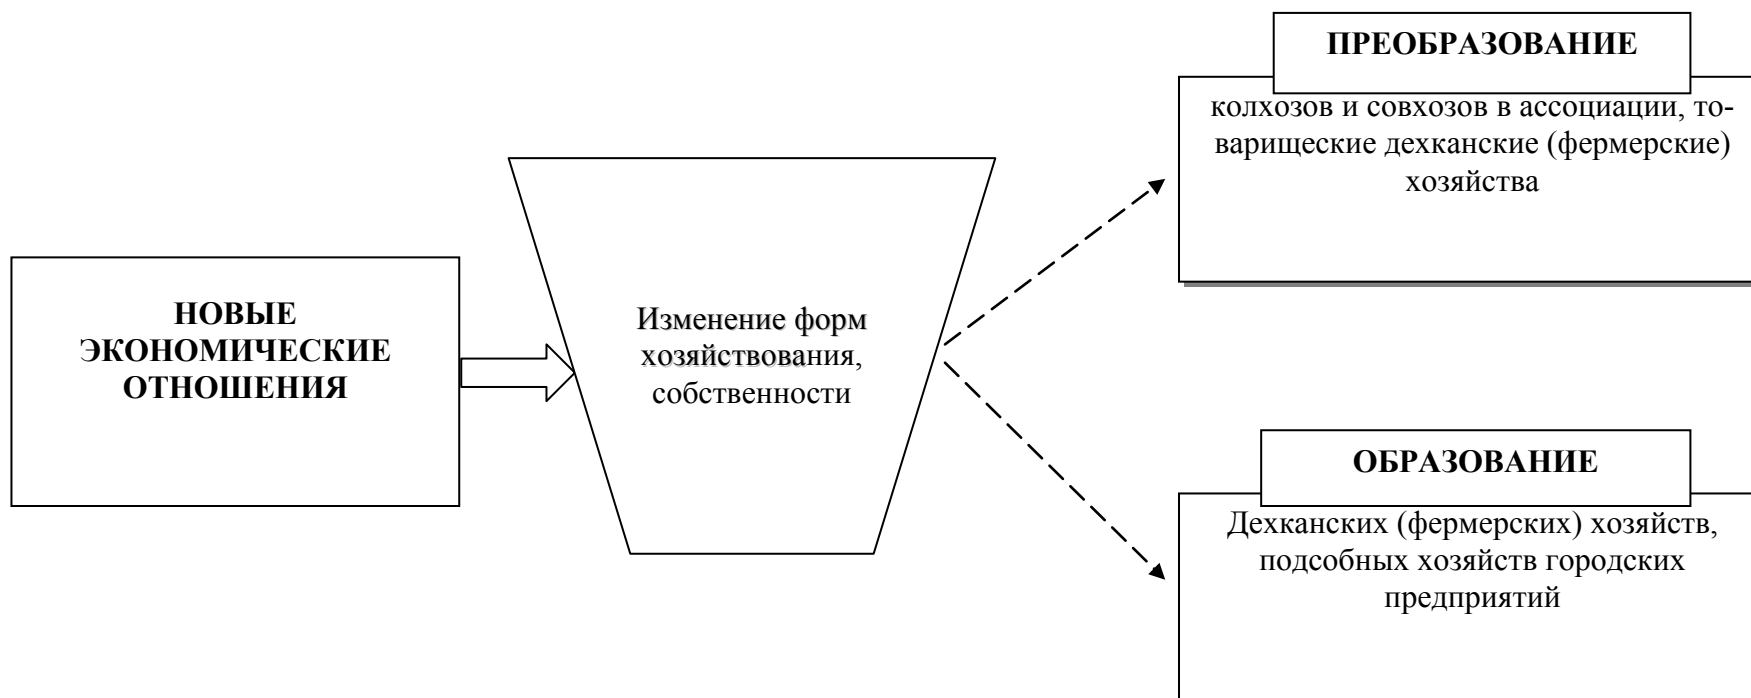 НОВЫЕ
ЭКОНОМИЧЕСКИЕ
ОТНОШЕНИЯ
Изменение форм
хозяйствования,
собственности
ПРЕОБРАЗОВАНИЕ
колхозов и совхозов в ассоциации, то-
варищеские дехканские (фермерские)
хозяйства
ОБРАЗОВАНИЕ
Дехканских (фермерских) хозяйств,
подсобных хозяйств городских
предприятий